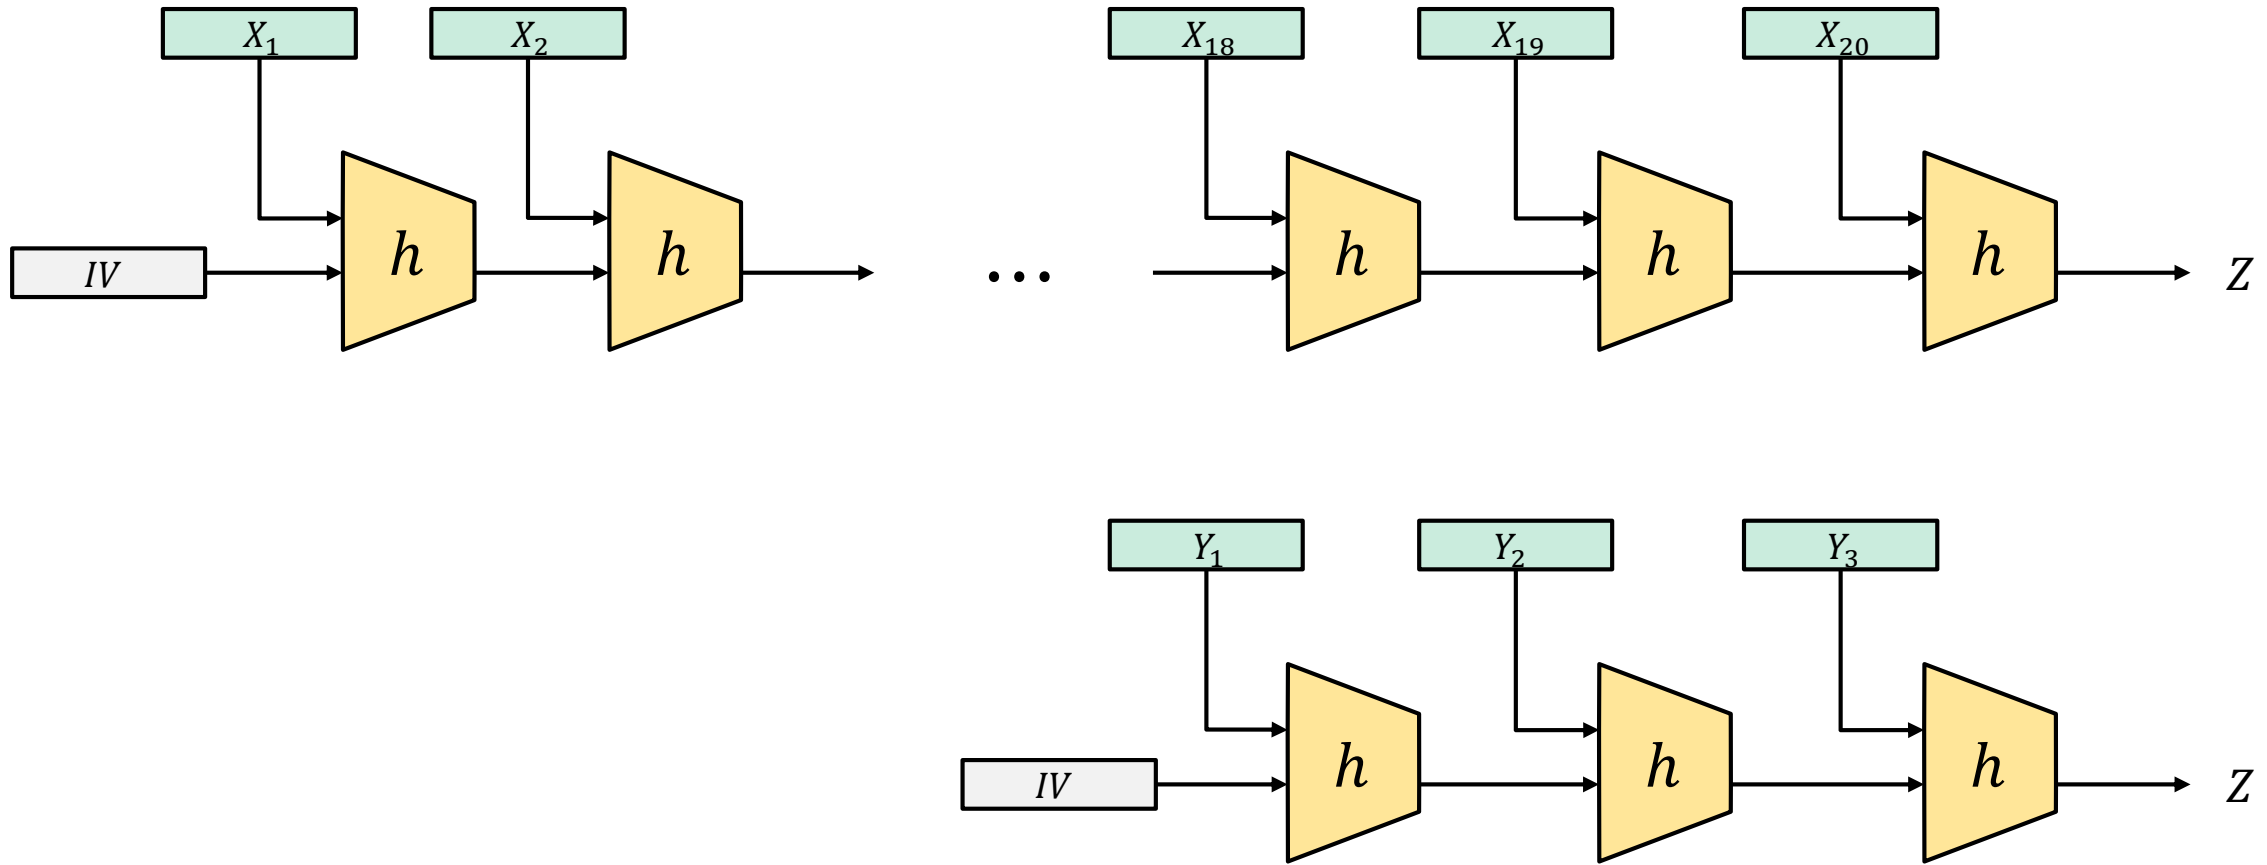 X₁ X₂ X₁₈ X₁₉ X₂₀
IV h h ... h h h Z
Y₁ Y₂ Y₃
IV h h h Z